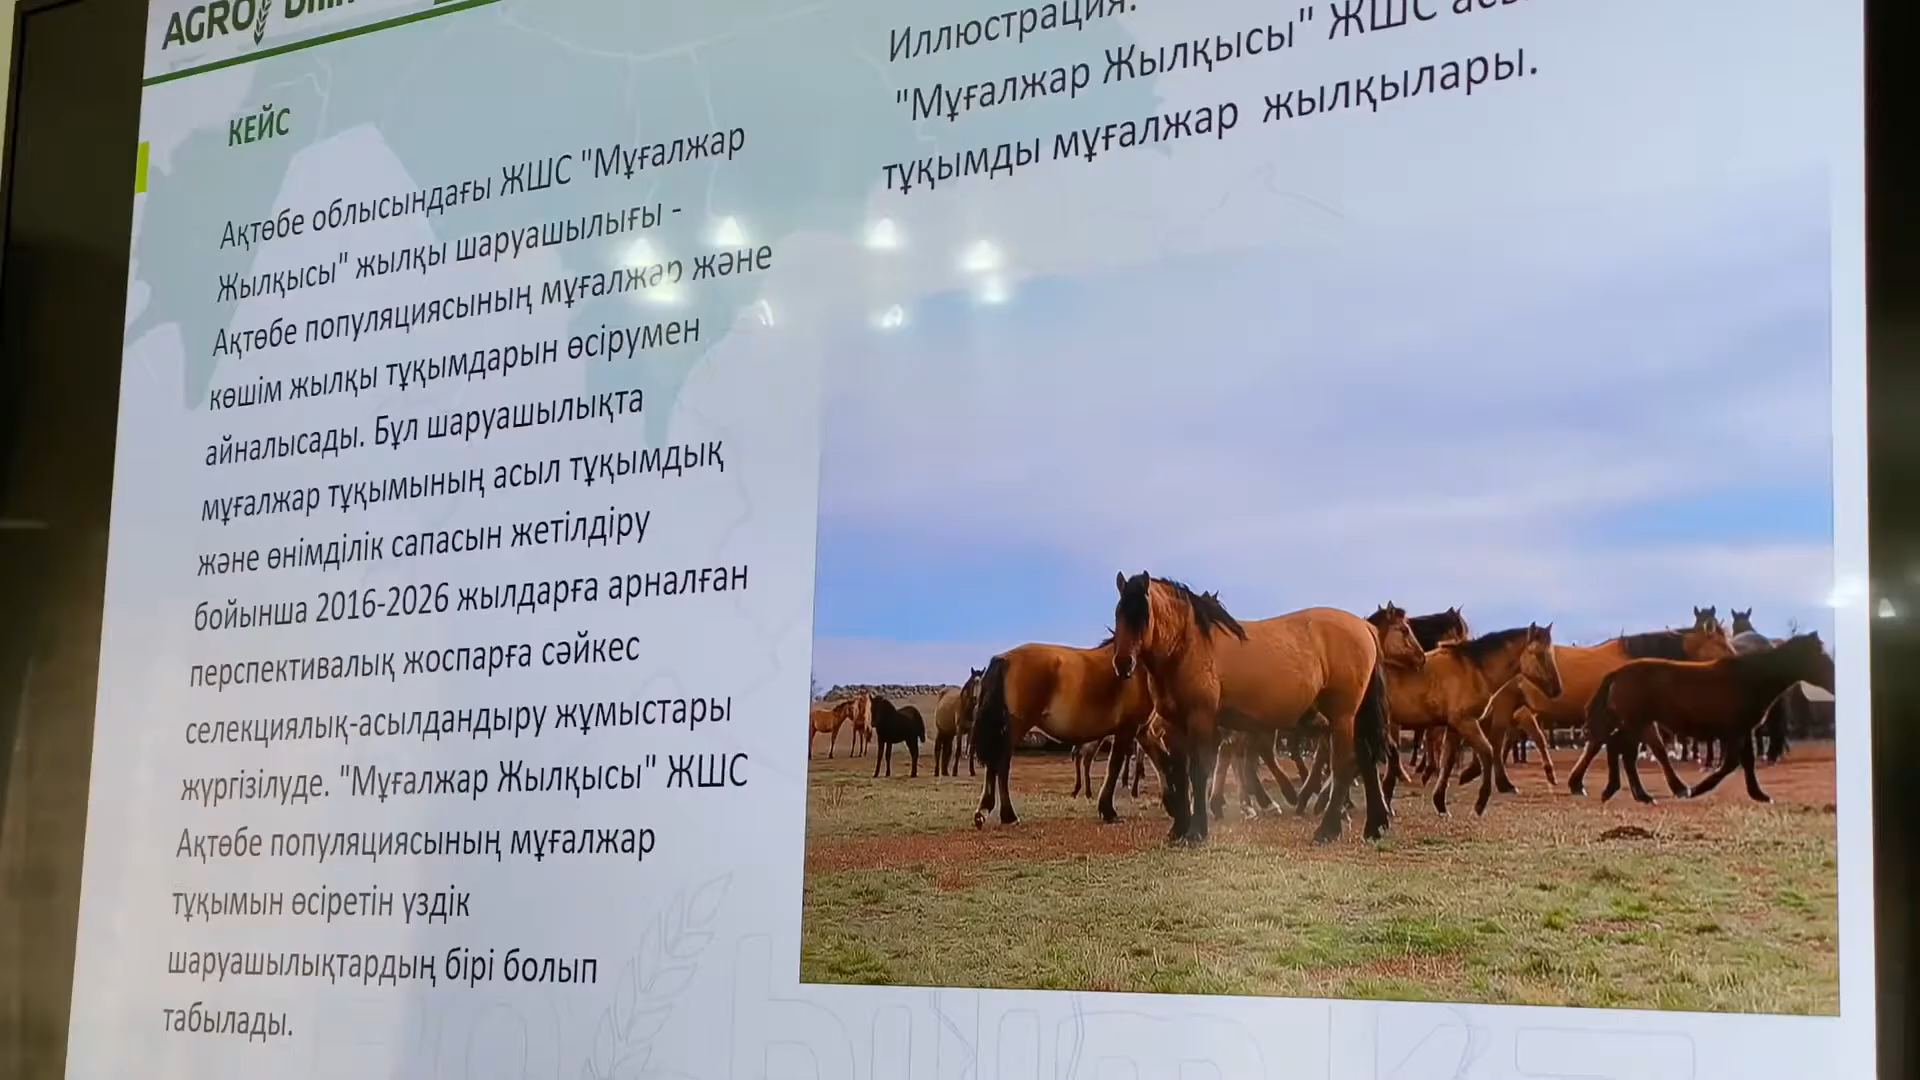 AGRO
КЕЙС
Ақтөбе облысындағы ЖШС "Мұғалжар
Жылқысы" жылқы шаруашылығы -
Ақтөбе популяциясының мұғалжар және
көшім жылқы тұқымдарын өсірумен
айналысады. Бұл шаруашылықта
мұғалжар тұқымының асыл тұқымдық
және өнімділік сапасын жетілдіру
бойынша 2016-2026 жылдарға арналған
перспективалық жоспарға сәйкес
селекциялық-асылдандыру жұмыстары
жүргізілуде. "Мұғалжар Жылқысы" ЖШС
Ақтөбе популяциясының мұғалжар
тұқымын өсіретін үздік
шаруашылықтардың бірі болып
табылады.
Иллюстрация:
"Мұғалжар Жылқысы" ЖШС
тұқымды мұғалжар жылқылары.